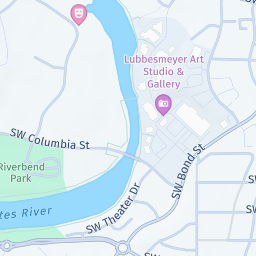 Lubbesmeyer Art
Studio &
Gallery
SW Columbia St
Riverbend
Park
SW Bond St
tes River
SW Theater Dr